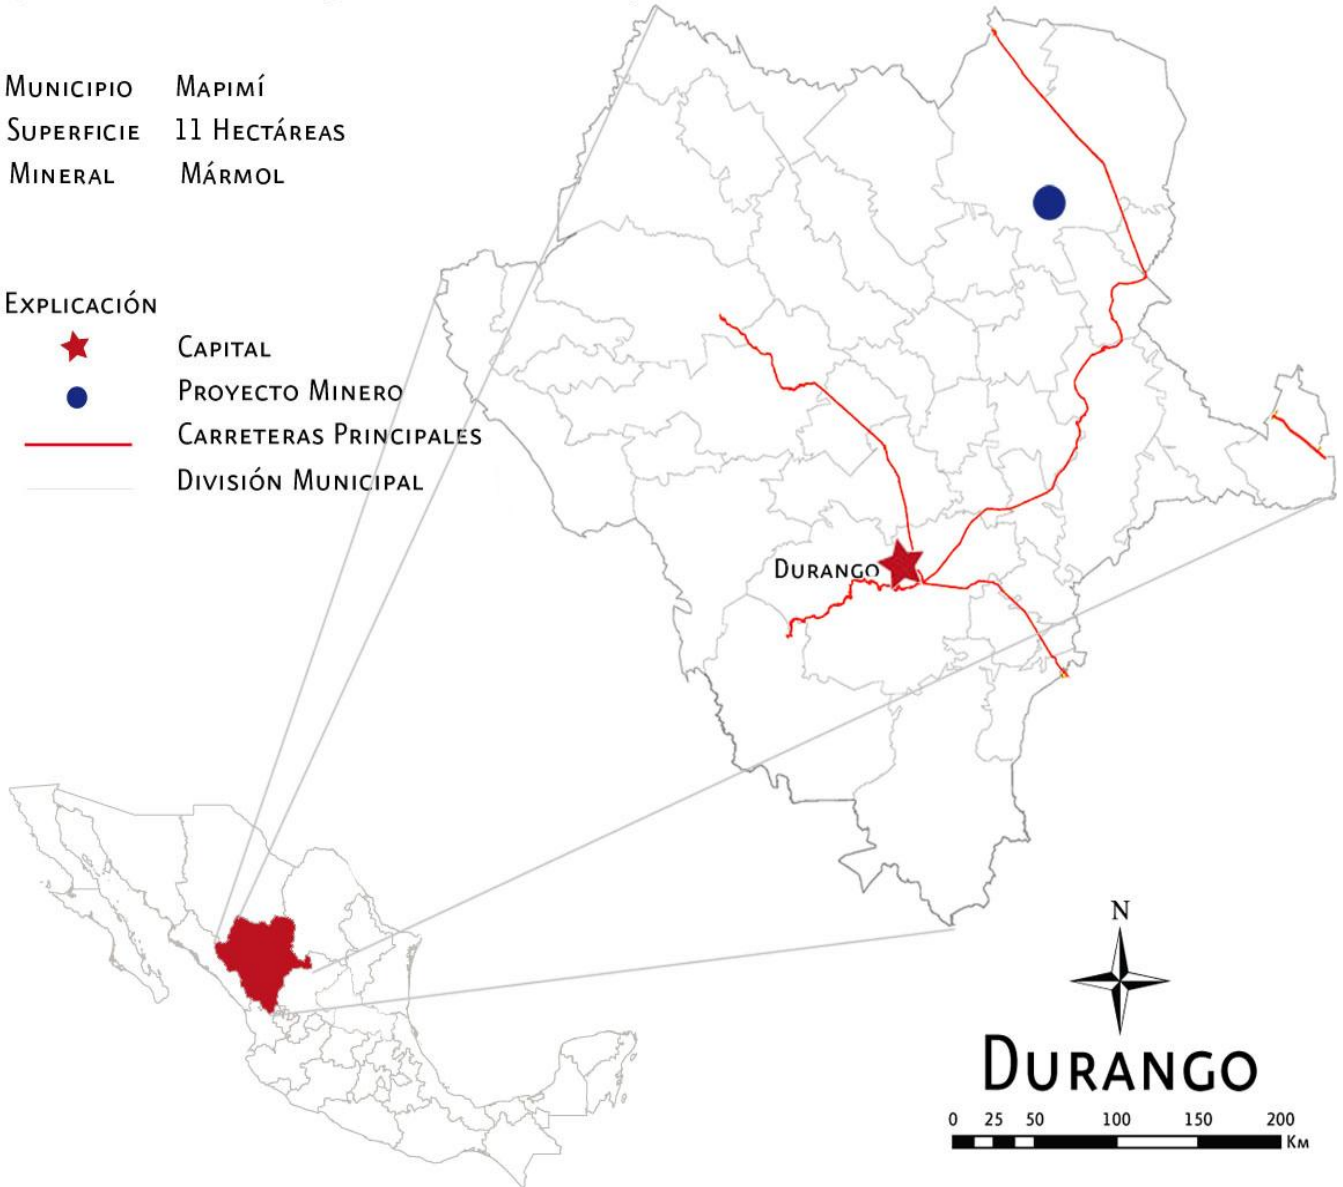 Municipio Mapimí
Superficie 11 Hectáreas
Mineral Mármol
Explicación
Capital
Proyecto Minero
Carreteras Principales
División Municipal
Durango
N
Durango
0 25 50 100 150 200
Km